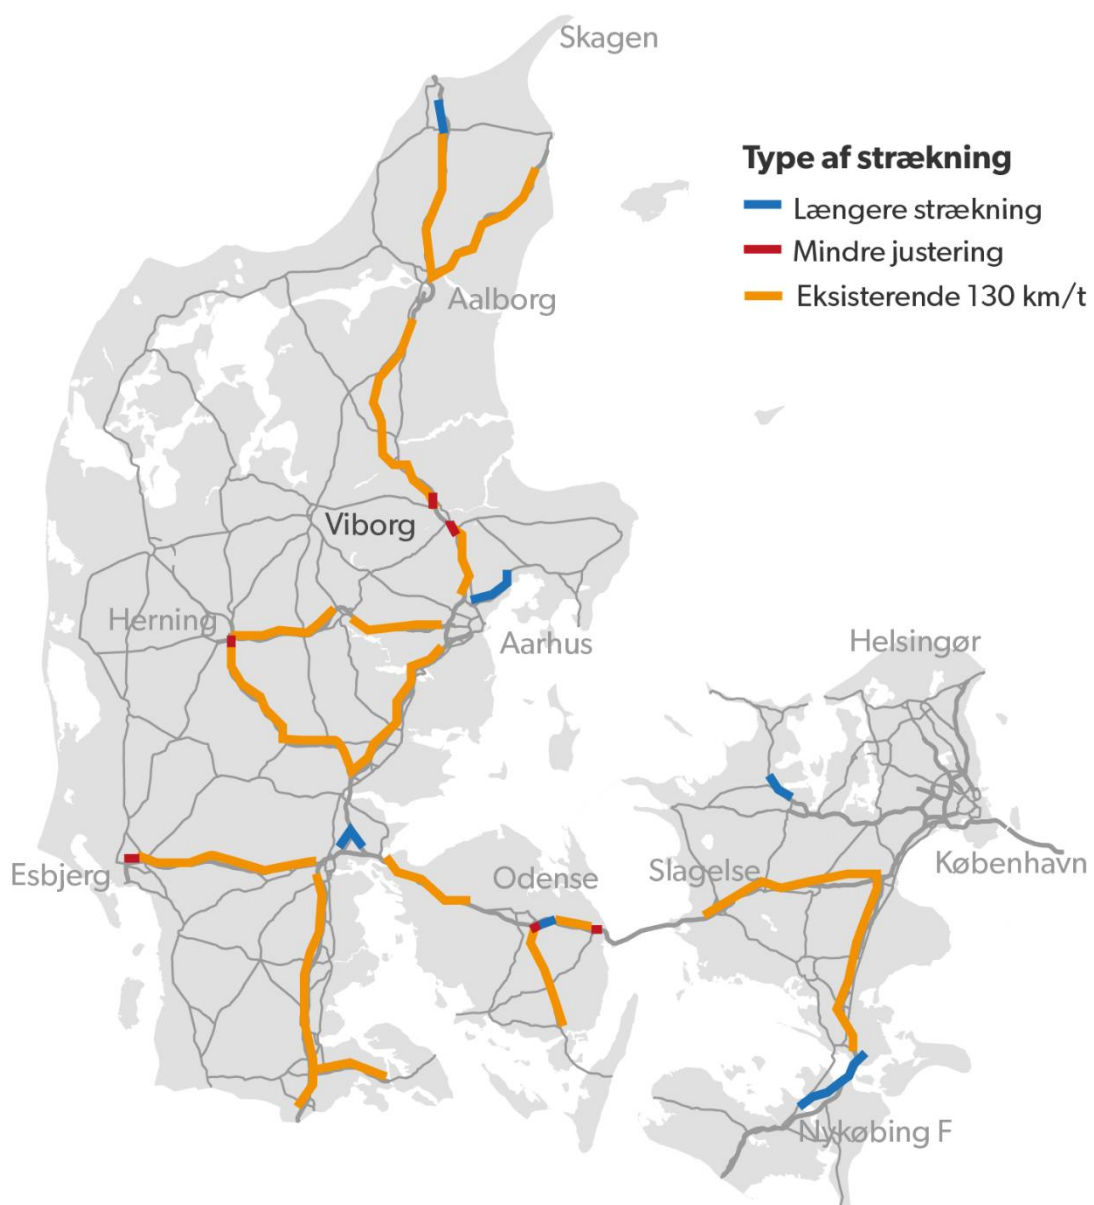 Skagen
Type af strækning
Længere strækning
Mindre justering
Eksisterende 130 km/t
Aalborg
Viborg
Herning
Aarhus
Helsingør
Esbjerg
Odense
Slagelse
København
Nykøbing F